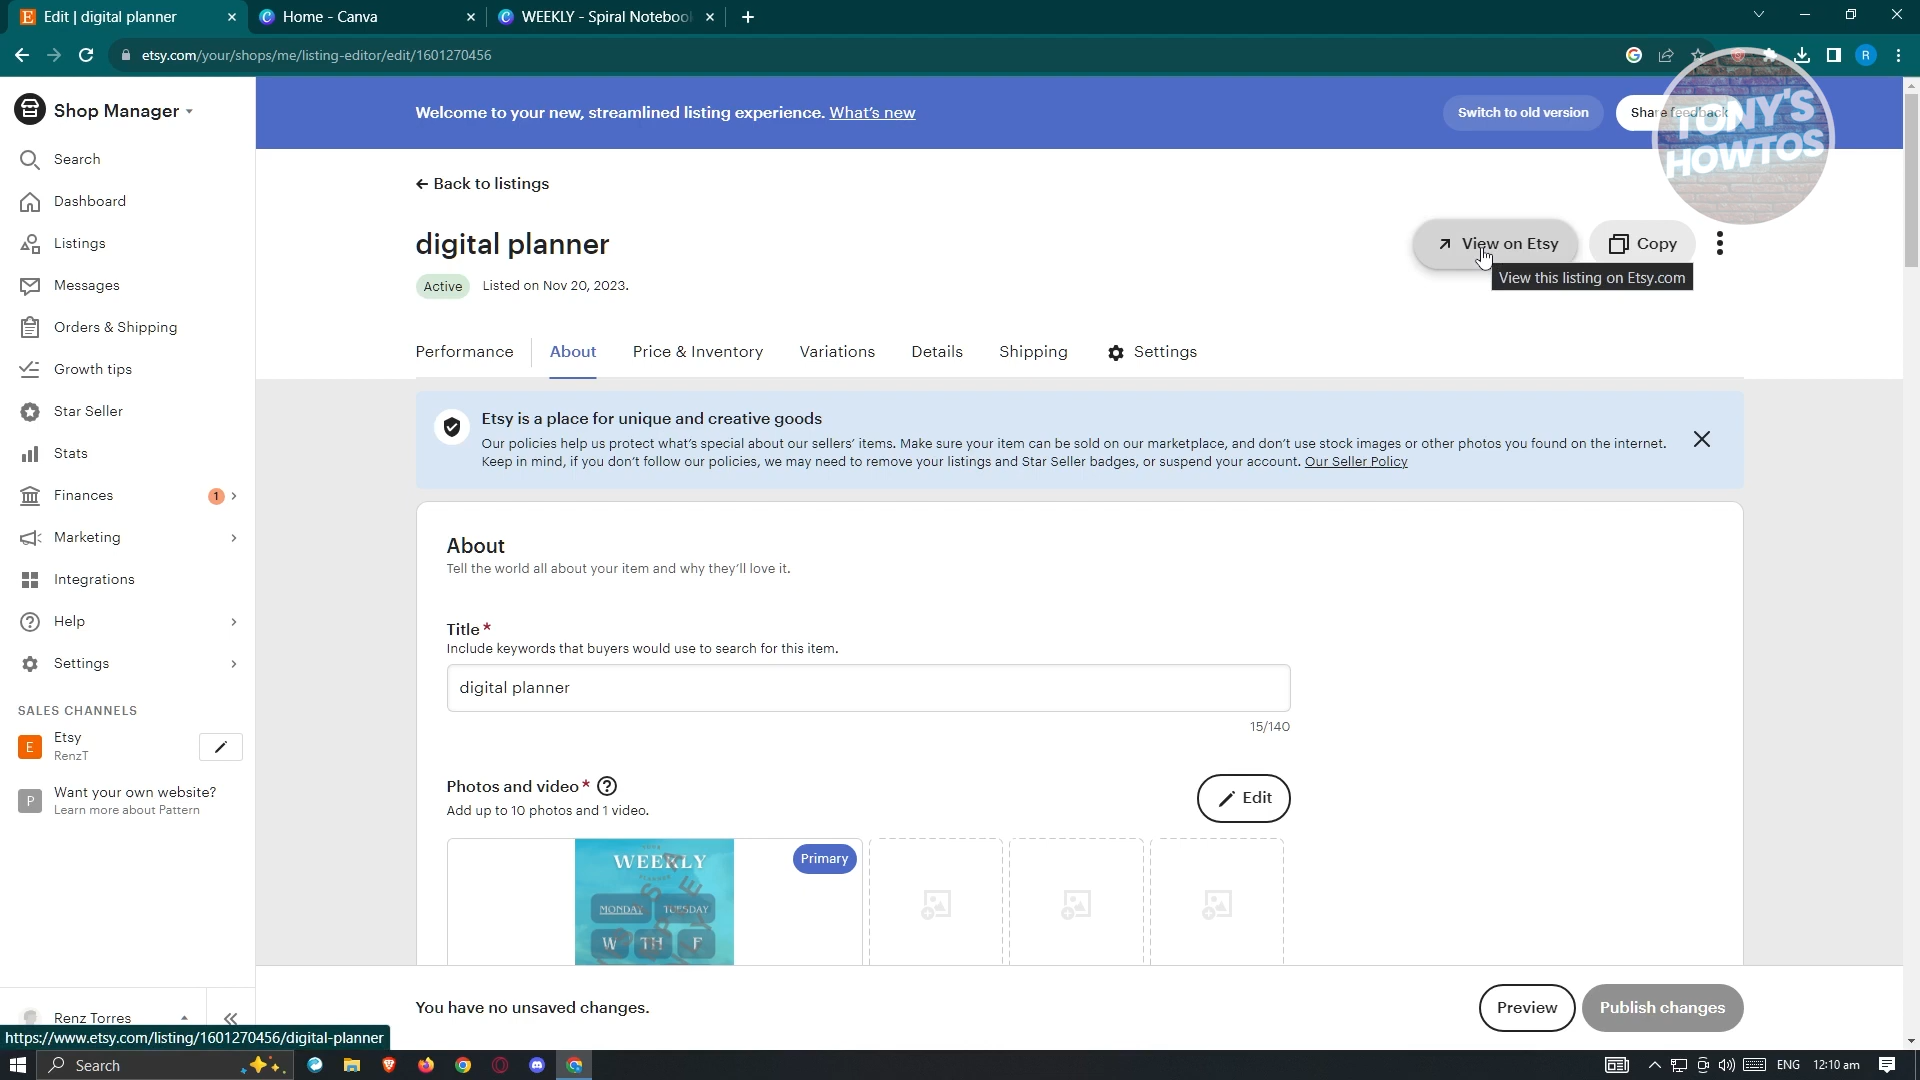 Edit | digital planner
Home - Canva
WEEKLY - Spiral Notebook
etsy.com/your/shops/me/listing-editor/edit/1601270456
R
Shop Manager
Search
Dashboard
Listings
Messages
Orders & Shipping
Growth tips
Star Seller
Stats
Finances
1
Marketing
Integrations
Help
Settings
SALES CHANNELS
E
Etsy
RenzT
P
Want your own website?
Learn more about Pattern
Renz Torres
Welcome to your new, streamlined listing experience. What's new
Switch to old version
Share feedback
TONY'S
HOWTOS
Back to listings
digital planner
View on Etsy
Copy
View this listing on Etsy.com
Active
Listed on Nov 20, 2023.
Performance
About
Price & Inventory
Variations
Details
Shipping
Settings
Etsy is a place for unique and creative goods
Our policies help us protect what's special about our sellers' items. Make sure your item can be sold on our marketplace, and don't use stock images or other photos you found on the internet.
Keep in mind, if you don't follow our policies, we may need to remove your listings and Star Seller badges, or suspend your account. Our Seller Policy
About
Tell the world all about your item and why they'll love it.
Title*
Include keywords that buyers would use to search for this item.
digital planner
15/140
Photos and video*
Add up to 10 photos and 1 video.
Edit
Primary
WEEKLY
PLANNER
MONDAY
TUESDAY
W
TH
F
You have no unsaved changes.
Preview
Publish changes
https://www.etsy.com/listing/1601270456/digital-planner
Search
ENG
12:10 am